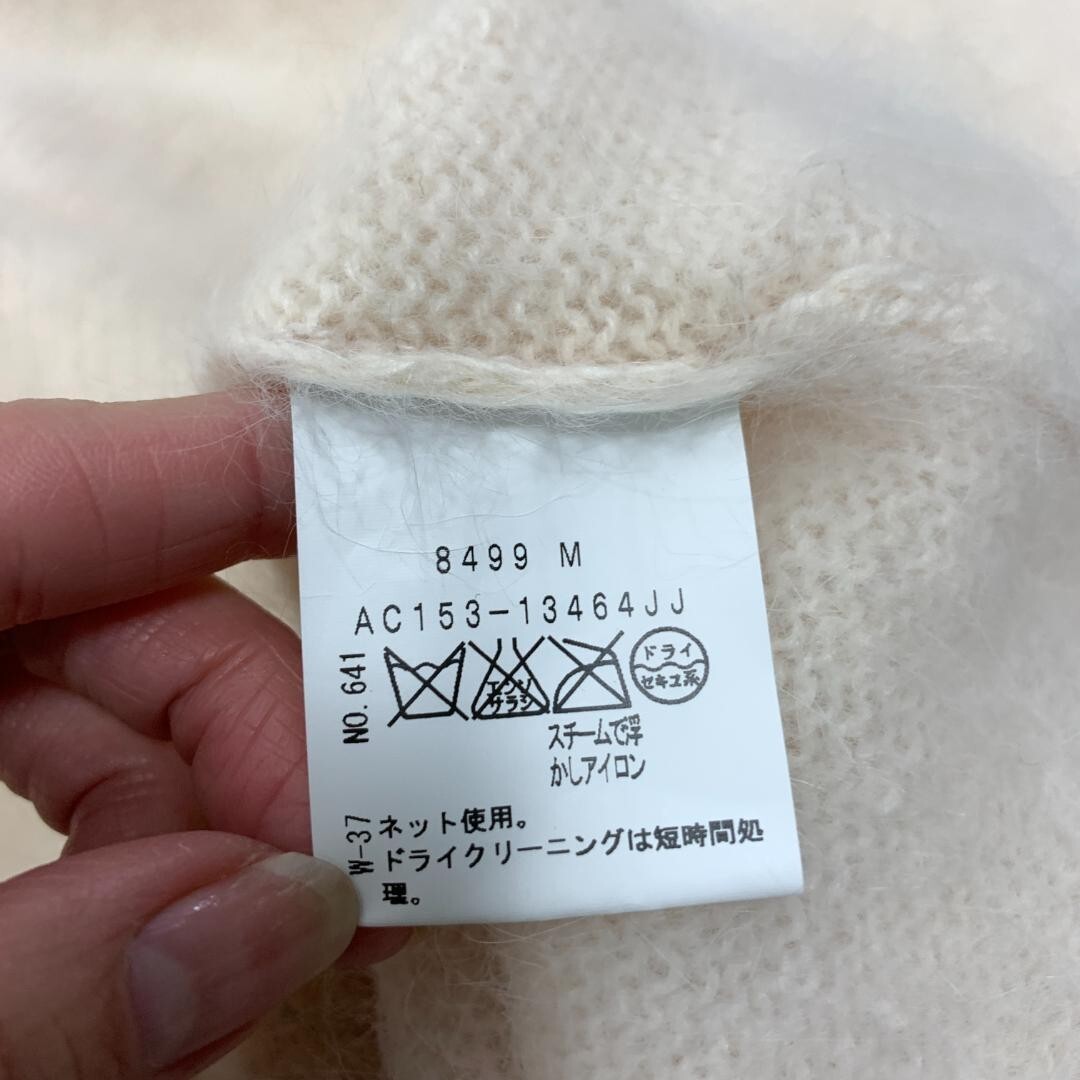 8499 M
AC153-13464JJ
NO.641
エンソ
サラシ
ドライ
セキユ系
スチームで浮
かしアイロン
W-37
ネット使用。
ドライクリーニングは短時間処
理。